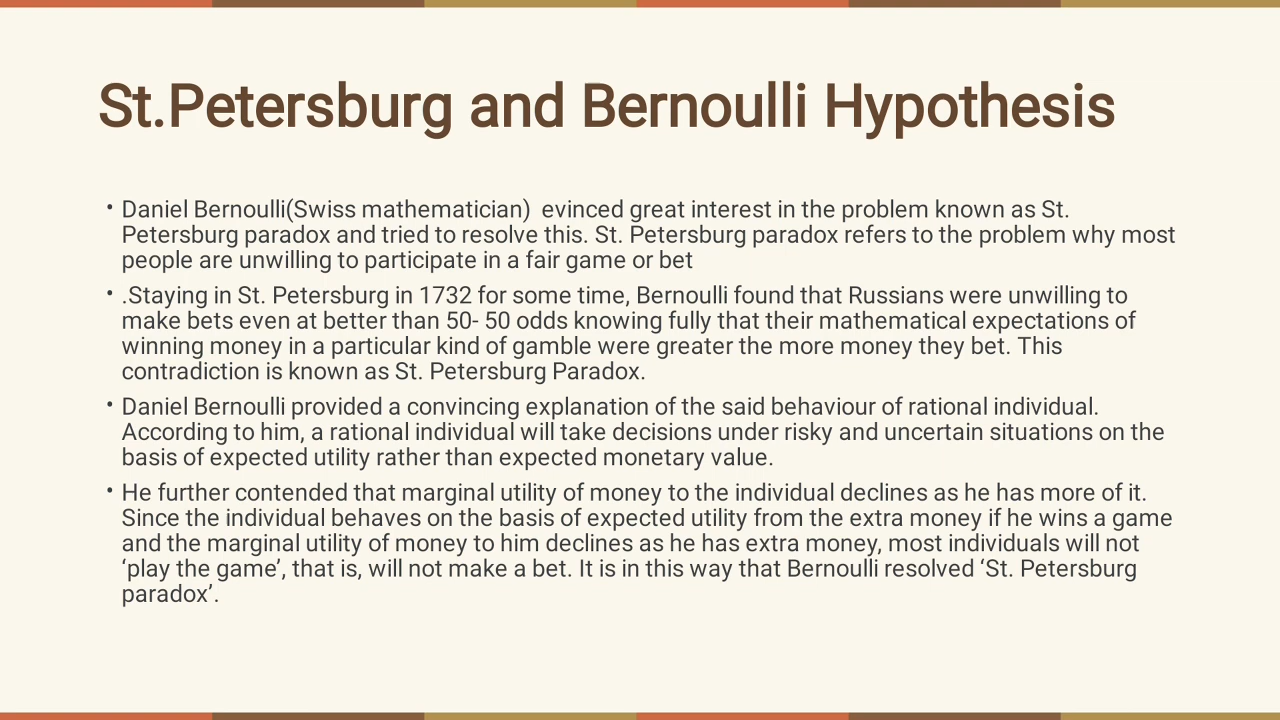 St.Petersburg and Bernoulli Hypothesis
• Daniel Bernoulli(Swiss mathematician)  evinced great interest in the problem known as St.
Petersburg paradox and tried to resolve this. St. Petersburg paradox refers to the problem why most
people are unwilling to participate in a fair game or bet
• .Staying in St. Petersburg in 1732 for some time, Bernoulli found that Russians were unwilling to
make bets even at better than 50- 50 odds knowing fully that their mathematical expectations of
winning money in a particular kind of gamble were greater the more money they bet. This
contradiction is known as St. Petersburg Paradox.
• Daniel Bernoulli provided a convincing explanation of the said behaviour of rational individual.
According to him, a rational individual will take decisions under risky and uncertain situations on the
basis of expected utility rather than expected monetary value.
• He further contended that marginal utility of money to the individual declines as he has more of it.
Since the individual behaves on the basis of expected utility from the extra money if he wins a game
and the marginal utility of money to him declines as he has extra money, most individuals will not
‘play the game’, that is, will not make a bet. It is in this way that Bernoulli resolved ‘St. Petersburg
paradox’.